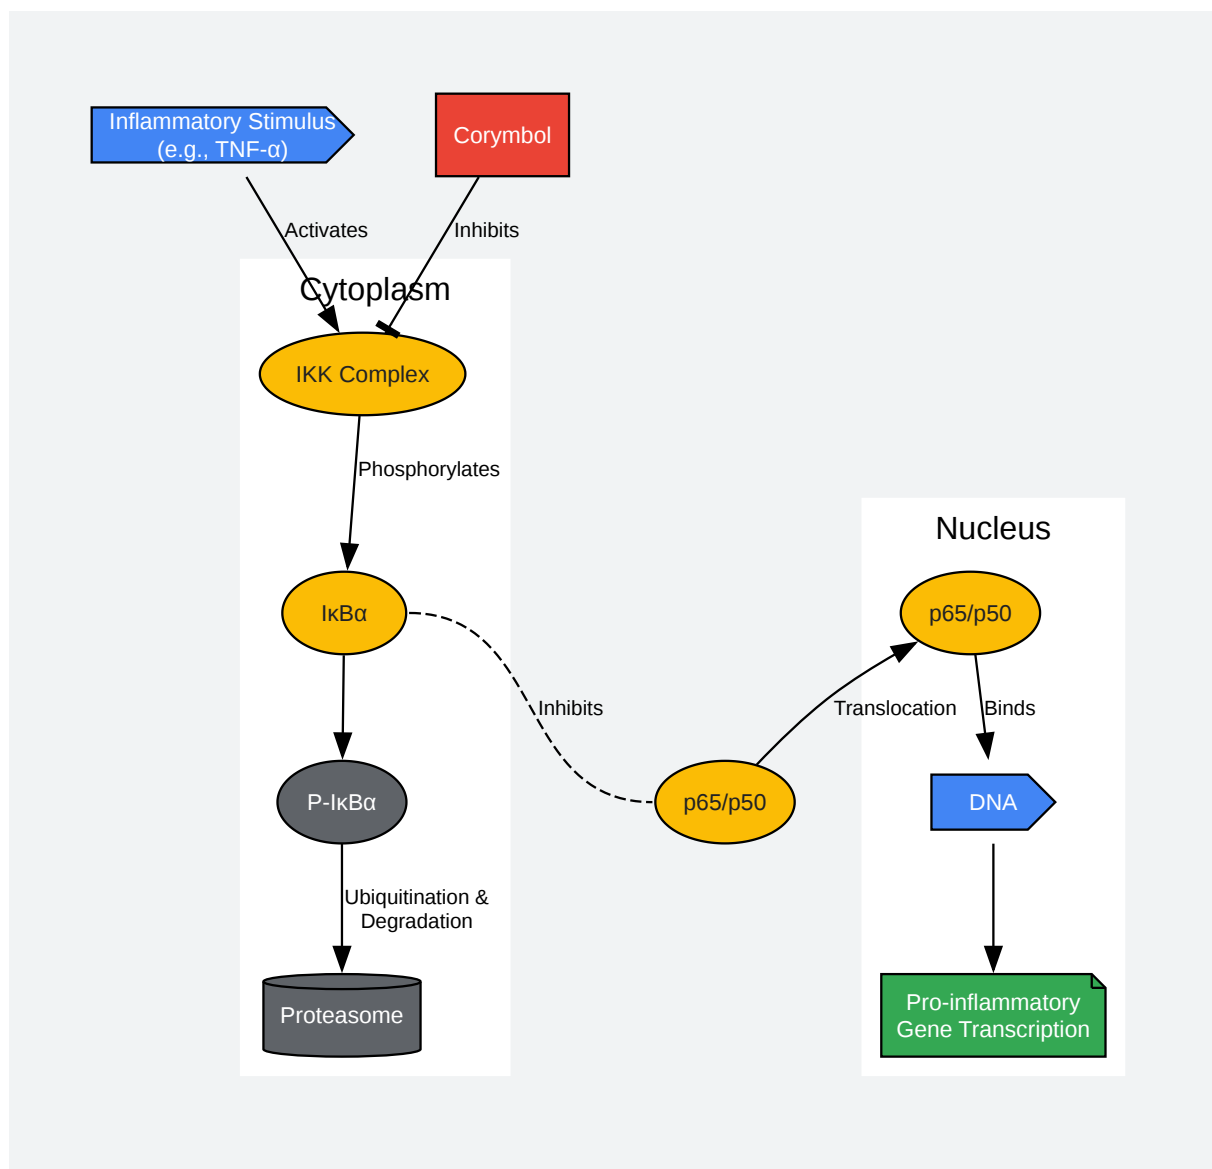 Inflammatory Stimulus
(e.g., TNF-α)
Corymbol
Activates
Inhibits
Cytoplasm
IKK Complex
Phosphorylates
Nucleus
IκBα
p65/p50
Inhibits
Translocation
Binds
P-IκBα
p65/p50
DNA
Ubiquitination &
Degradation
Proteasome
Pro-inflammatory
Gene Transcription